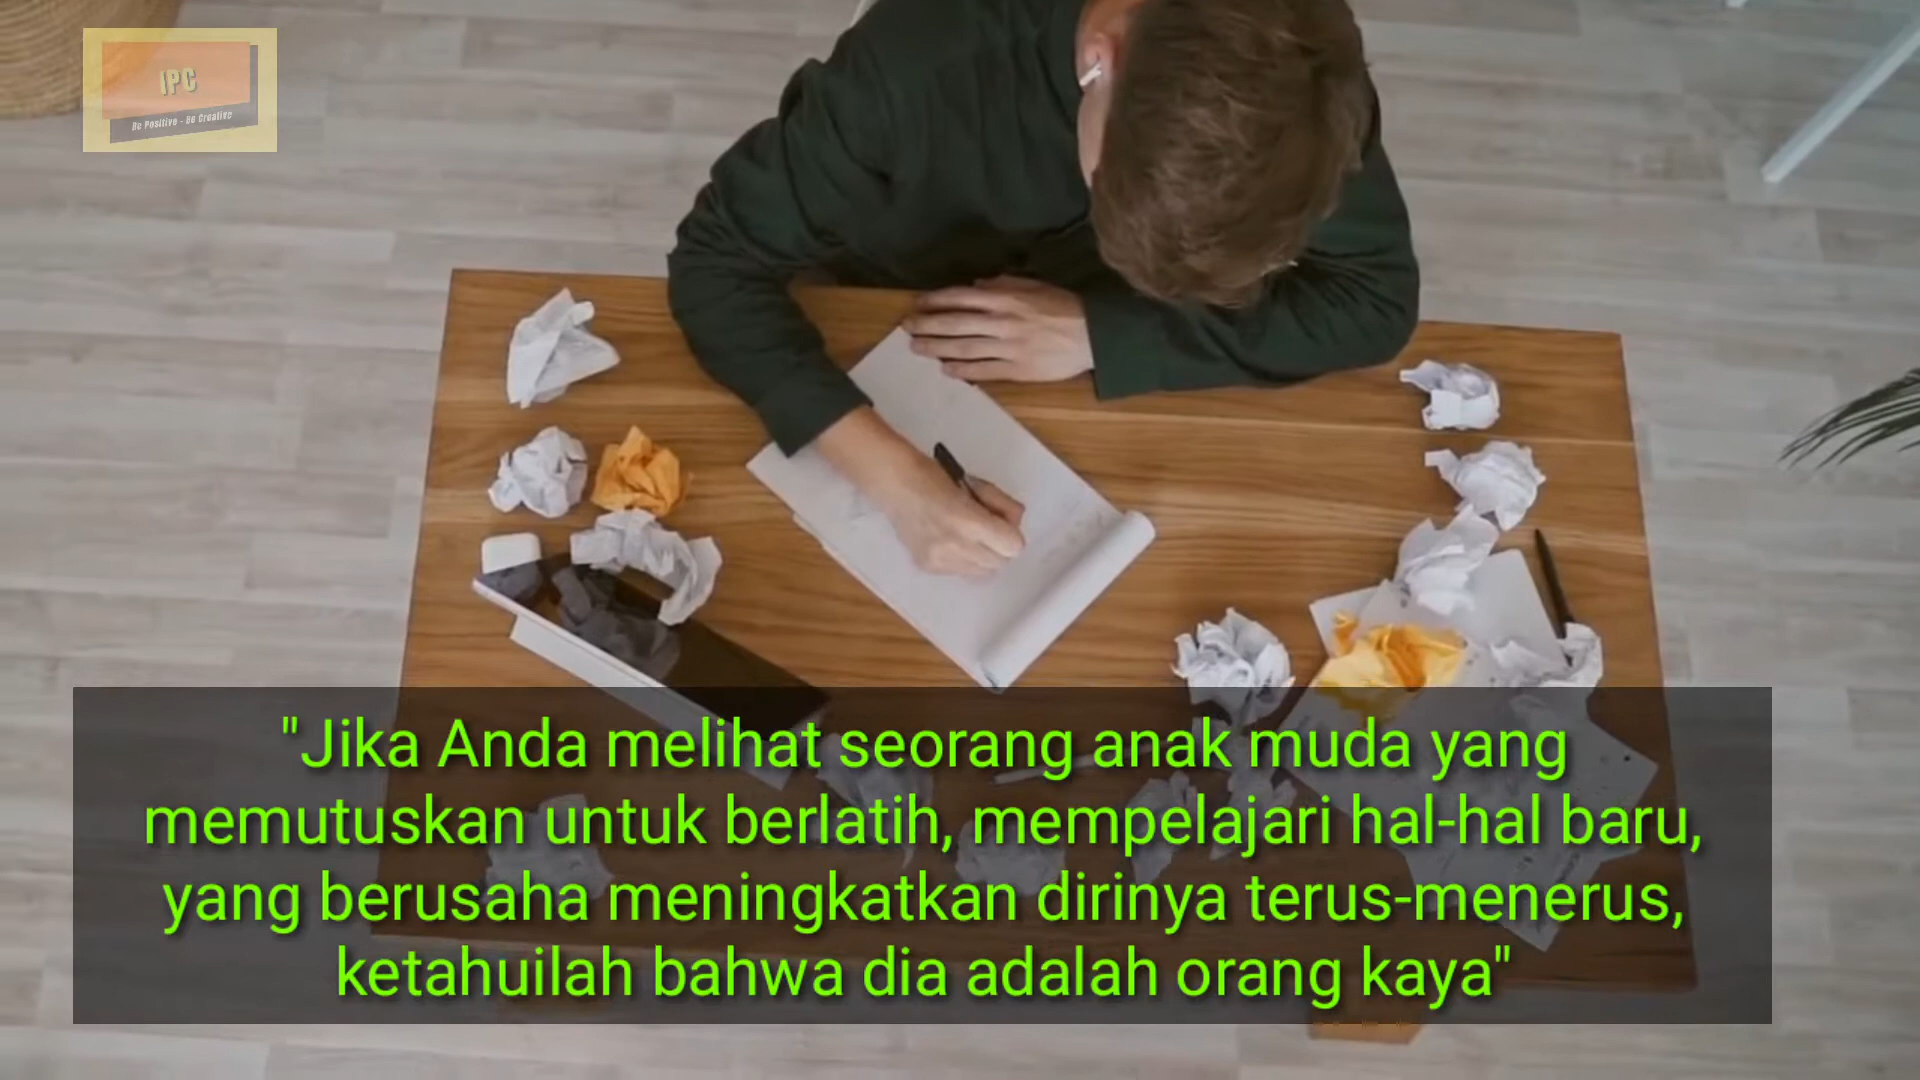 IPC
Be Positive - Be Creative
"Jika Anda melihat seorang anak muda yang
memutuskan untuk berlatih, mempelajari hal-hal baru,
yang berusaha meningkatkan dirinya terus-menerus,
ketahuilah bahwa dia adalah orang kaya"